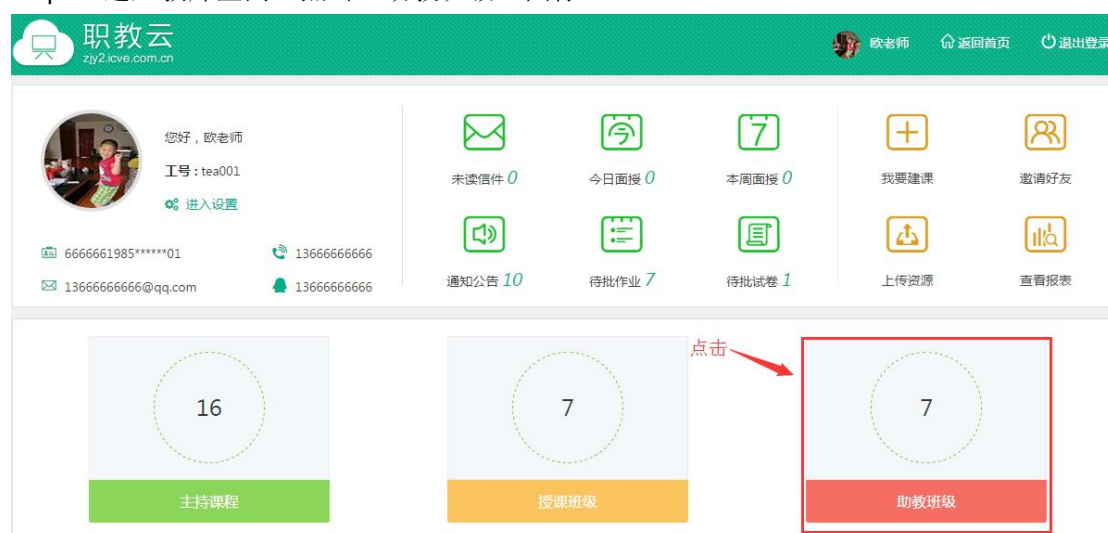 职教云
zjy2.icve.com.cn
欧老师 返回首页 退出登录
您好，欧老师
工号：tea001
进入设置
6666661985******01 13666666666
13666666666@qq.com 13666666666
未读信件 0 今日面授 0 本周面授 0 我要建课 邀请好友
通知公告 10 待批作业 7 待批试卷 1 上传资源 查看报表
今 7
点击
16 7 7
主持课程 授课班级 助教班级